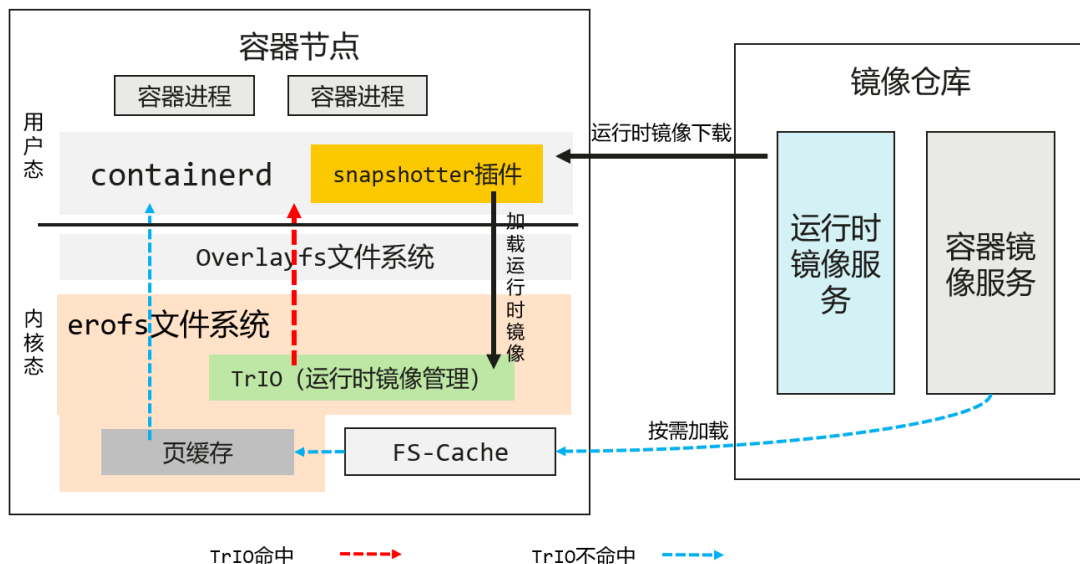 容器节点
容器进程
容器进程
用户态
containerd
snapshotter插件
运行时镜像下载
加载运行时镜像
Overlayfs文件系统
内核态
erofs文件系统
TrIO (运行时镜像管理)
页缓存
FS-Cache
按需加载
镜像仓库
运行时
镜像服
务
容器镜
像服务
TrIO命中
TrIO不命中